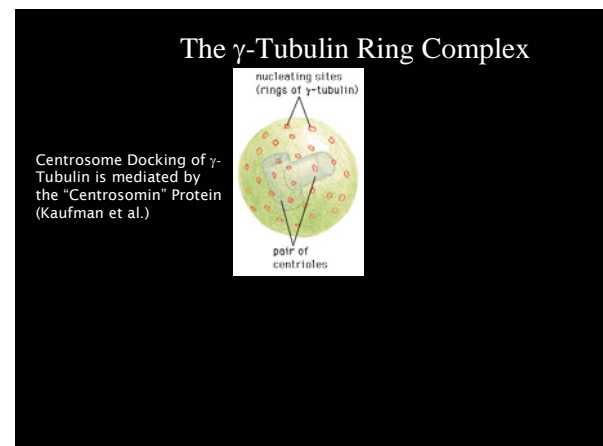 The γ-Tubulin Ring Complex
nucleating sites
(rings of γ-tubulin)
Centrosome Docking of γ-
Tubulin is mediated by
the “Centrosomin” Protein
(Kaufman et al.)
pair of
centrioles